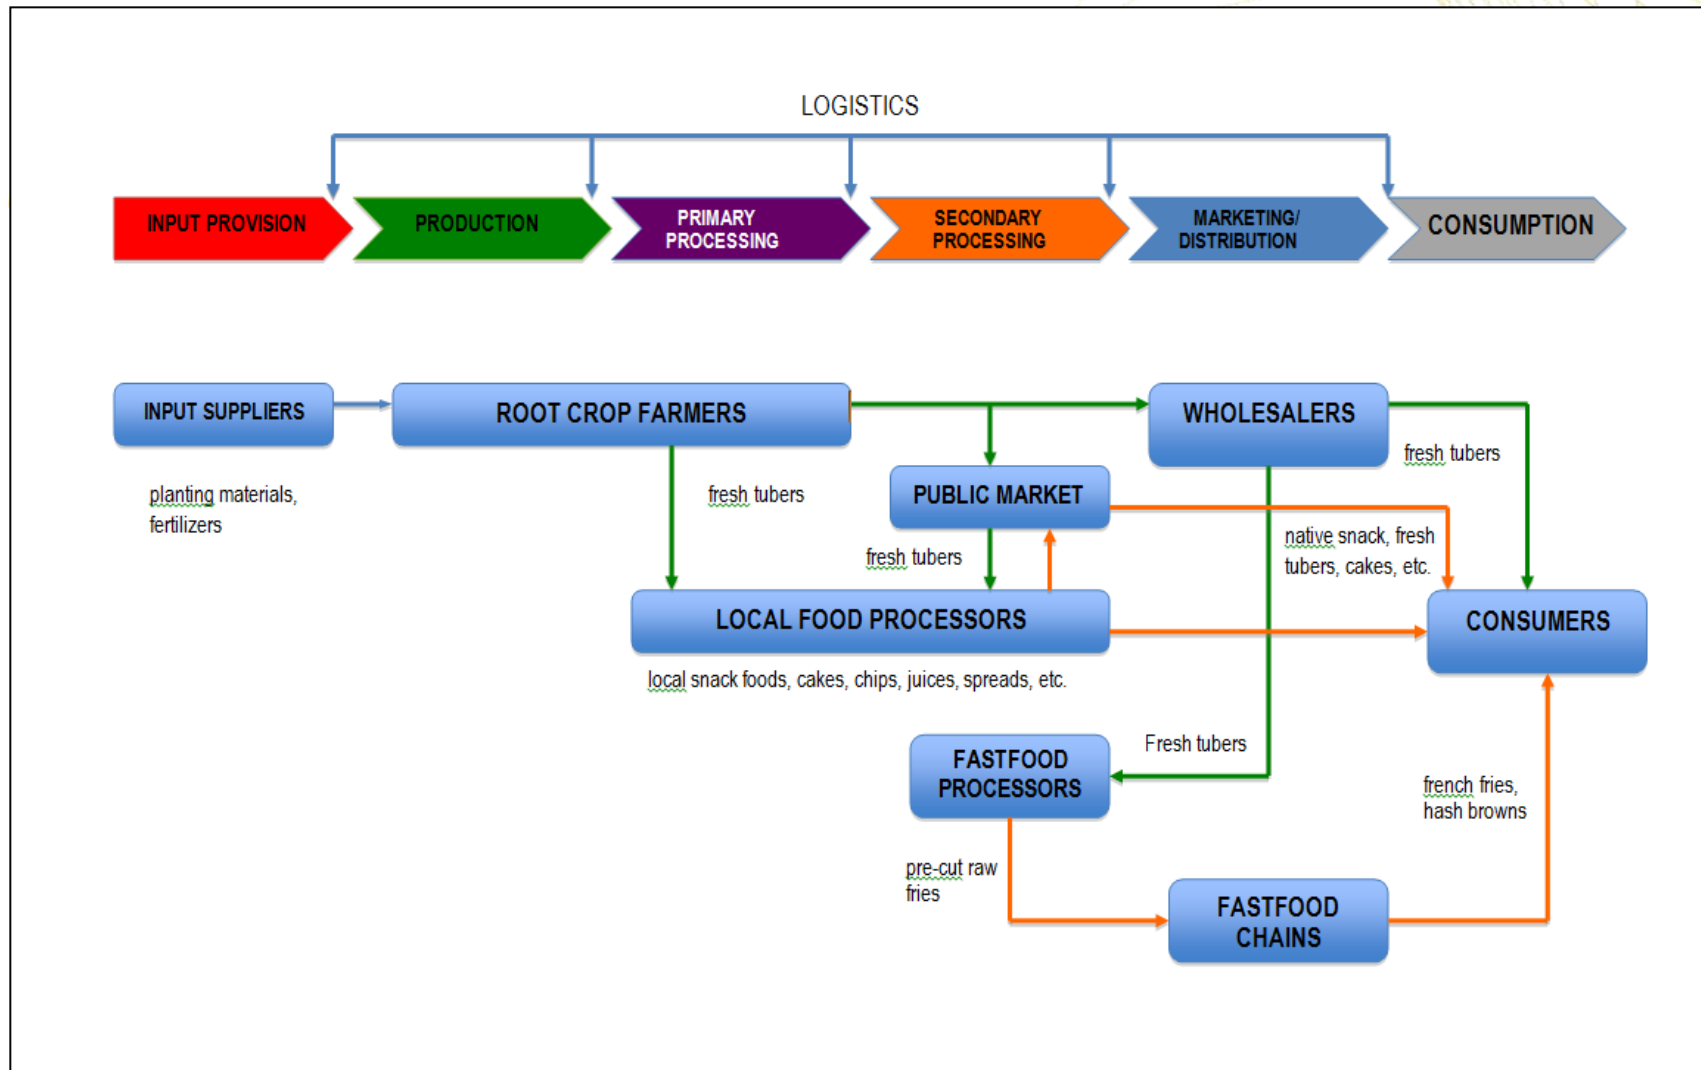 LOGISTICS
INPUT PROVISION
PRODUCTION
PRIMARY
PROCESSING
SECONDARY
PROCESSING
MARKETING/
DISTRIBUTION
CONSUMPTION
INPUT SUPPLIERS
ROOT CROP FARMERS
WHOLESALERS
fresh tubers
planting materials,
fertilizers
fresh tubers
PUBLIC MARKET
fresh tubers
native snack, fresh
tubers, cakes, etc.
LOCAL FOOD PROCESSORS
CONSUMERS
local snack foods, cakes, chips, juices, spreads, etc.
FASTFOOD
PROCESSORS
Fresh tubers
french fries,
hash browns
pre-cut raw
fries
FASTFOOD
CHAINS